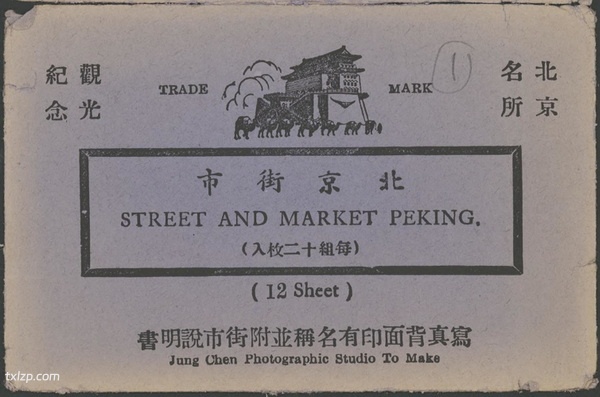 北京
名所
觀光
紀念
TRADE MARK
1
北京街市
STREET AND MARKET PEKING.
(每組十二枚入)
( 12 Sheet )
寫真背面印有名稱並附街市說明書
Jung Chen Photographic Studio To Make
txlzp.com